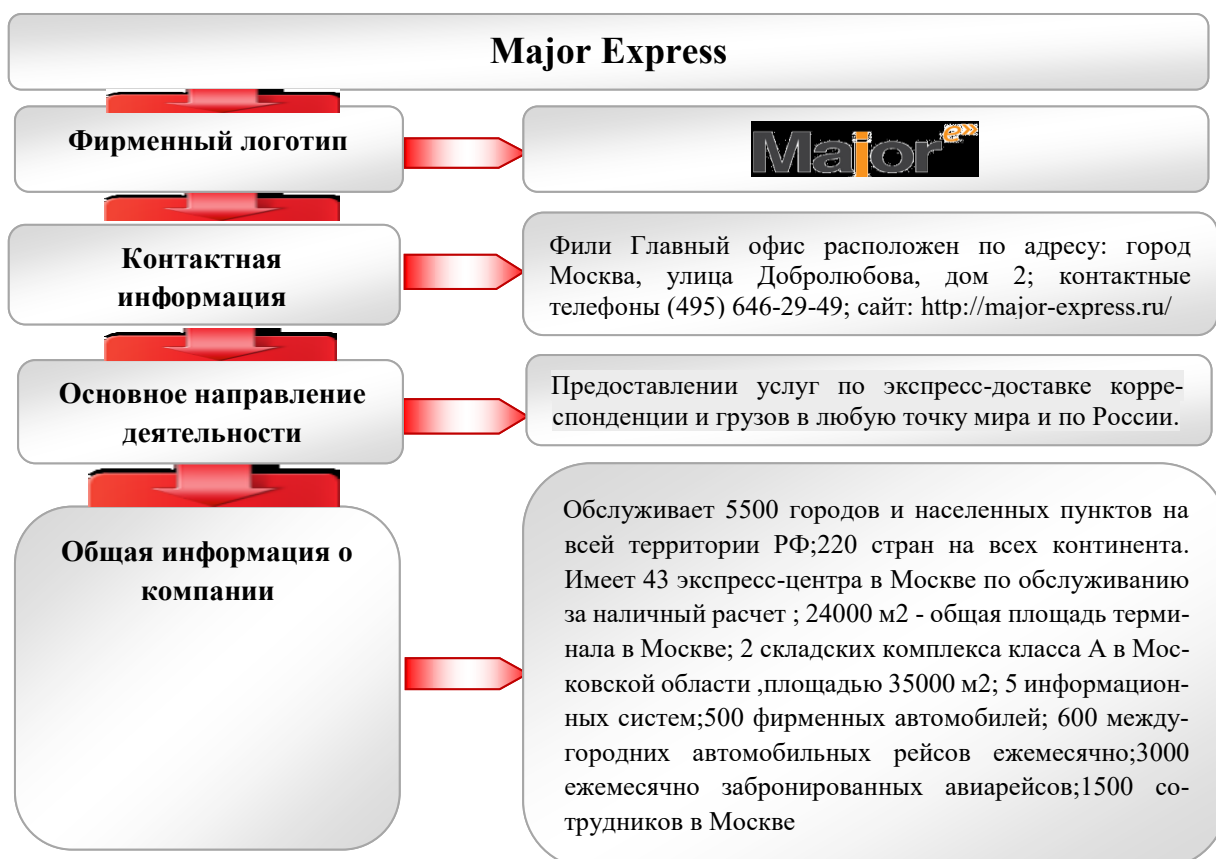 Major Express
Фирменный логотип
Major e
Контактная
информация
Фили Главный офис расположен по адресу: город
Москва, улица Добролюбова, дом 2; контактные
телефоны (495) 646-29-49; сайт: http://major-express.ru/
Основное направление
деятельности
Предоставлении услуг по экспресс-доставке корре-
спонденции и грузов в любую точку мира и по России.
Общая информация о
компании
Обслуживает 5500 городов и населенных пунктов на
всей территории РФ;220 стран на всех континента.
Имеет 43 экспресс-центра в Москве по обслуживанию
за наличный расчет ; 24000 м2 - общая площадь терми-
нала в Москве; 2 складских комплекса класса А в Мос-
ковской области ,площадью 35000 м2; 5 информацион-
ных систем;500 фирменных автомобилей; 600 между-
городних автомобильных рейсов ежемесячно;3000
ежемесячно забронированных авиарейсов;1500 со-
трудников в Москве